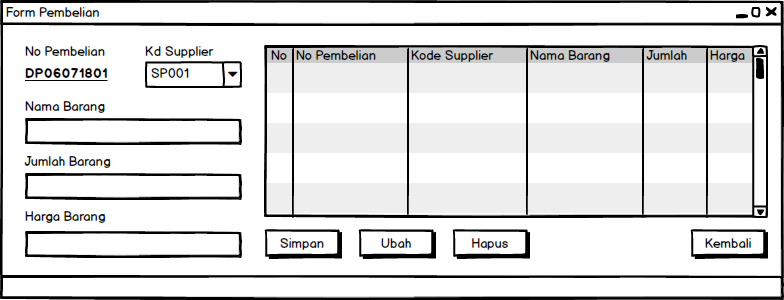 Form Pembelian
No Pembelian Kd Supplier
DP06071801 SP001
Nama Barang
Jumlah Barang
Harga Barang
No No Pembelian Kode Supplier Nama Barang Jumlah Harga
Simpan Ubah Hapus Kembali